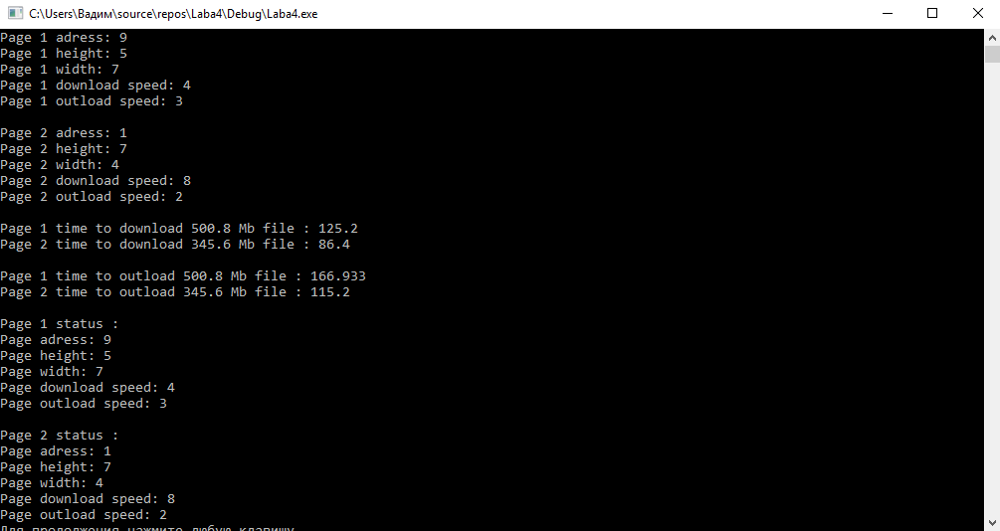 C:\Users\Вадим\source\repos\Laba4\Debug\Laba4.exe
Page 1 adress: 9
Page 1 height: 5
Page 1 width: 7
Page 1 download speed: 4
Page 1 outload speed: 3
Page 2 adress: 1
Page 2 height: 7
Page 2 width: 4
Page 2 download speed: 8
Page 2 outload speed: 2
Page 1 time to download 500.8 Mb file : 125.2
Page 2 time to download 345.6 Mb file : 86.4
Page 1 time to outload 500.8 Mb file : 166.933
Page 2 time to outload 345.6 Mb file : 115.2
Page 1 status :
Page adress: 9
Page height: 5
Page width: 7
Page download speed: 4
Page outload speed: 3
Page 2 status :
Page adress: 1
Page height: 7
Page width: 4
Page download speed: 8
Page outload speed: 2
Для продолжения нажмите любую клавишу